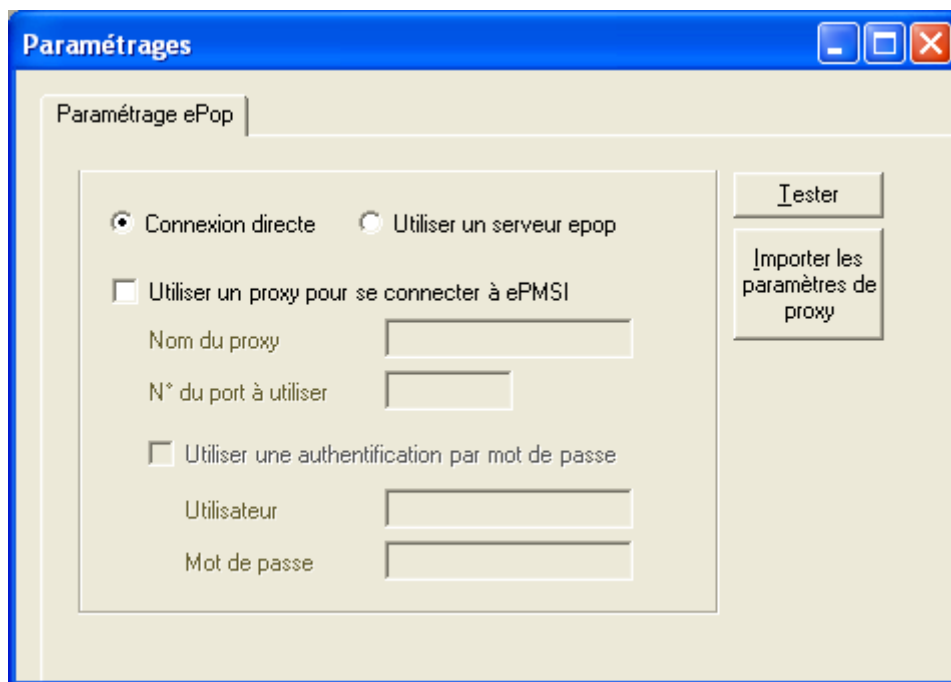 Paramétrages
Paramétrage ePop
Connexion directe
Utiliser un serveur epop
Utiliser un proxy pour se connecter à ePMSI
Nom du proxy
N° du port à utiliser
Utiliser une authentification par mot de passe
Utilisateur
Mot de passe
Tester
Importer les
paramètres de
proxy